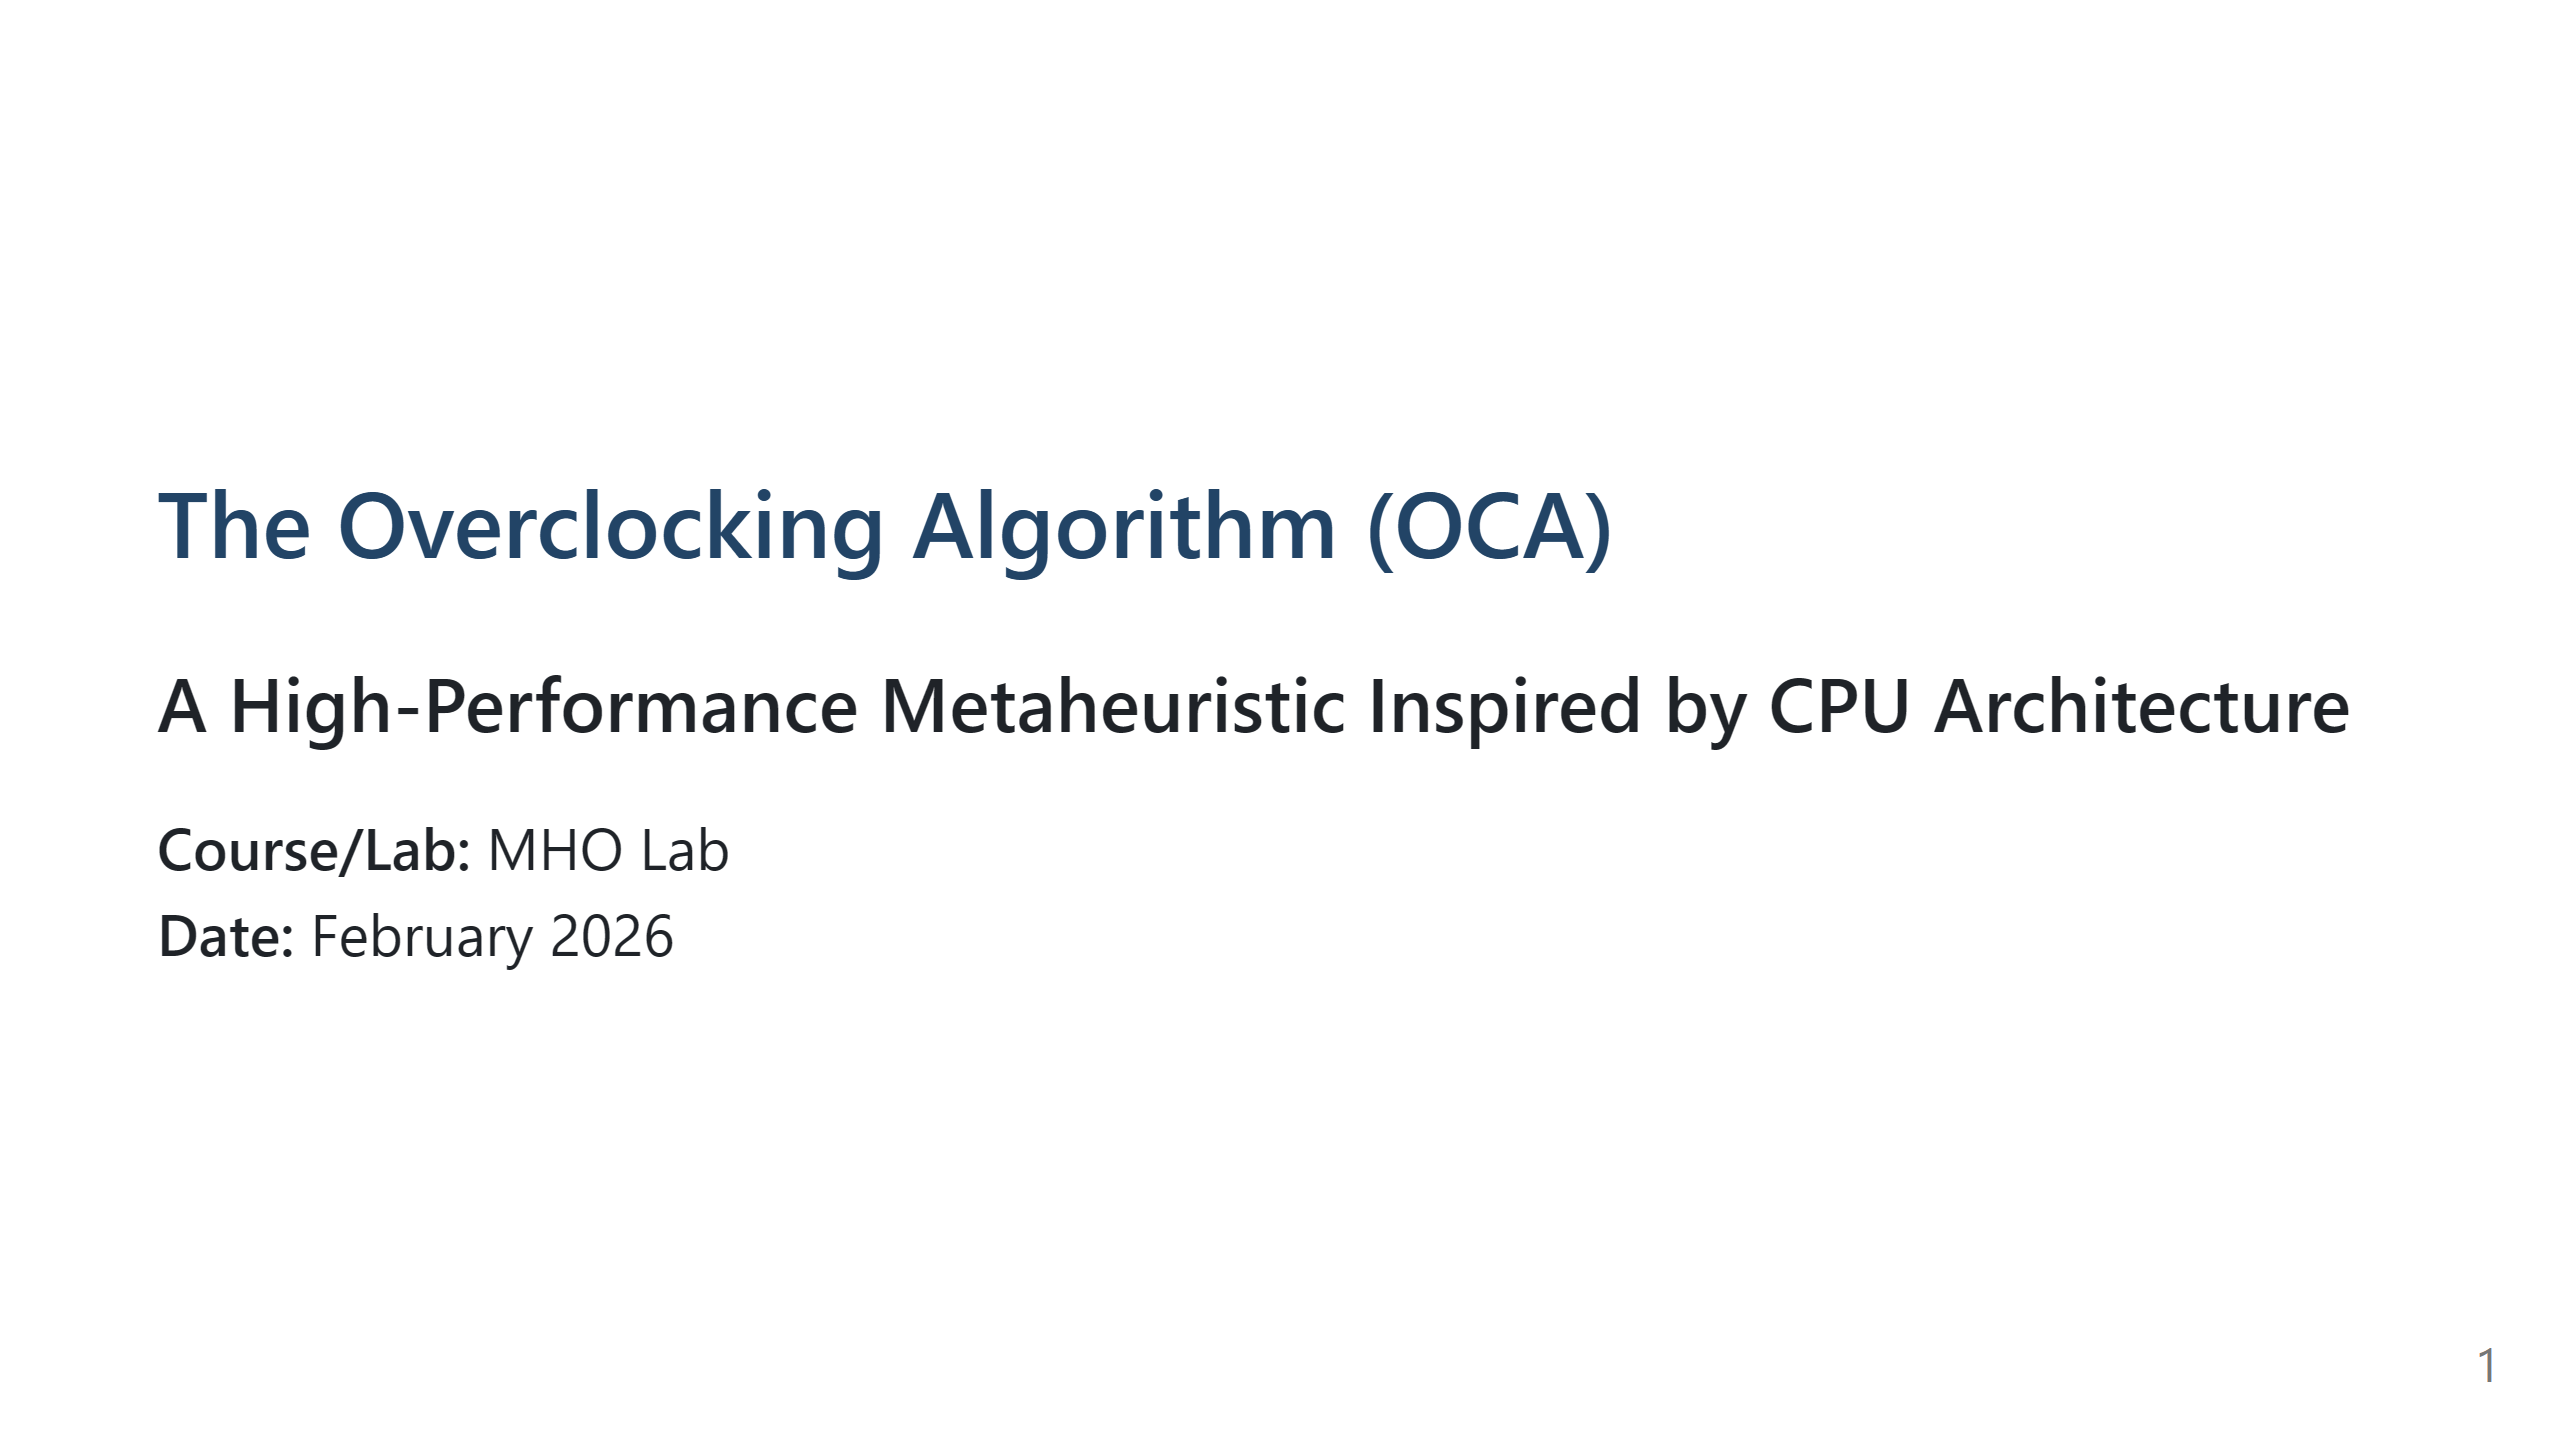 The Overclocking Algorithm (OCA)
A High-Performance Metaheuristic Inspired by CPU Architecture
Course/Lab: MHO Lab
Date: February 2026
1